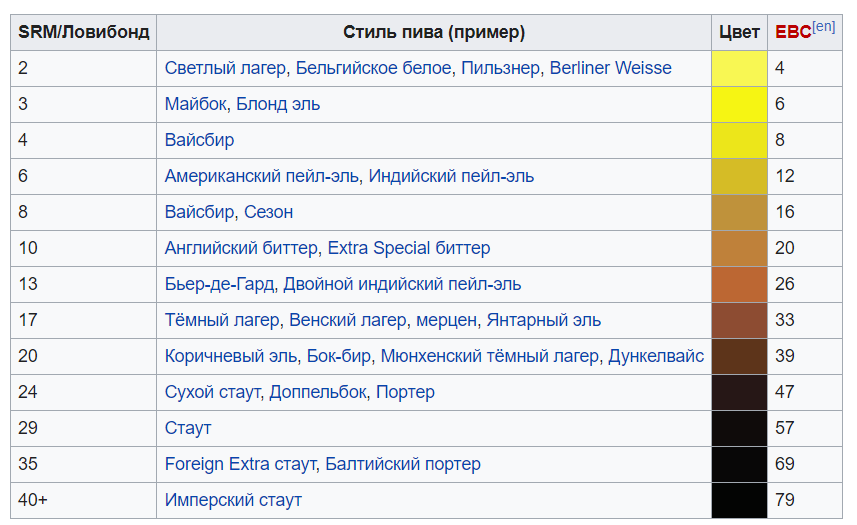 SRM/Ловибонд Стиль пива (пример) Цвет EBC[en]
2 Светлый лагер, Бельгийское белое, Пильзнер, Berliner Weisse 4
3 Майбок, Блонд эль 6
4 Вайсбир 8
6 Американский пейл-эль, Индийский пейл-эль 12
8 Вайсбир, Сезон 16
10 Английский биттер, Extra Special биттер 20
13 Бьер-де-Гард, Двойной индийский пейл-эль 26
17 Тёмный лагер, Венский лагер, мерцен, Янтарный эль 33
20 Коричневый эль, Бок-бир, Мюнхенский тёмный лагер, Дункелвайс 39
24 Сухой стаут, Доппельбок, Портер 47
29 Стаут 57
35 Foreign Extra стаут, Балтийский портер 69
40+ Имперский стаут 79